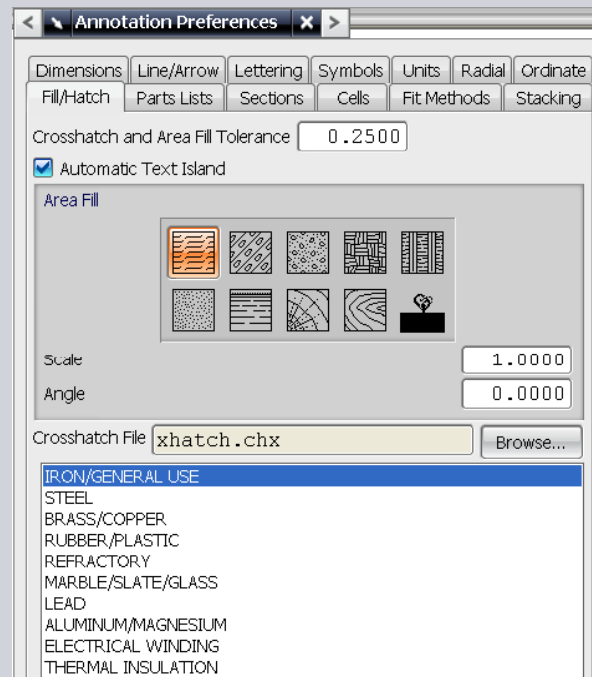 Annotation Preferences
Dimensions Line/Arrow Lettering Symbols Units Radial Ordinate
Fill/Hatch Parts Lists Sections Cells Fit Methods Stacking
Crosshatch and Area Fill Tolerance 0.2500
Automatic Text Island
Area Fill
Scale 1.0000
Angle 0.0000
Crosshatch File xhatch.chx Browse...
IRON/GENERAL USE
STEEL
BRASS/COPPER
RUBBER/PLASTIC
REFRACTORY
MARBLE/SLATE/GLASS
LEAD
ALUMINUM/MAGNESIUM
ELECTRICAL WINDING
THERMAL INSULATION